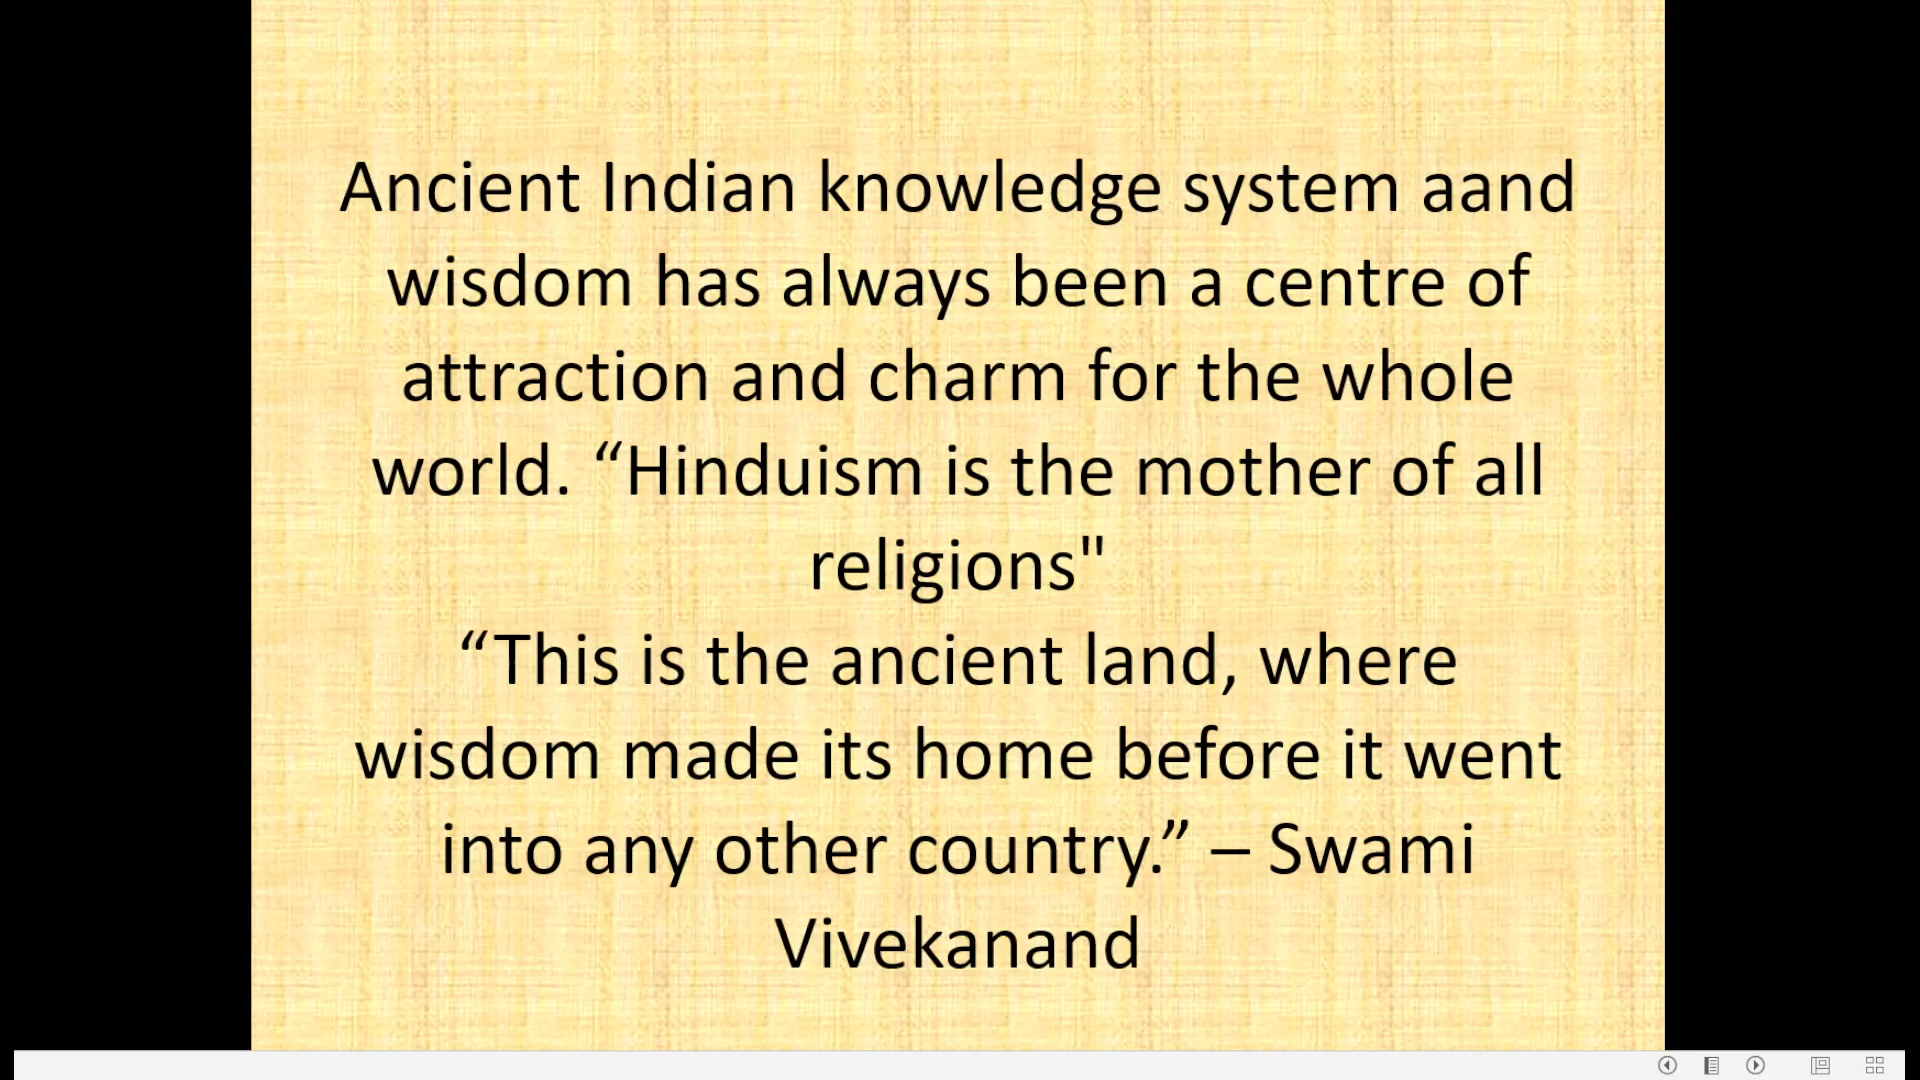 Ancient Indian knowledge system aand
wisdom has always been a centre of
attraction and charm for the whole
world. “Hinduism is the mother of all
religions"
“This is the ancient land, where
wisdom made its home before it went
into any other country.” – Swami
Vivekanand